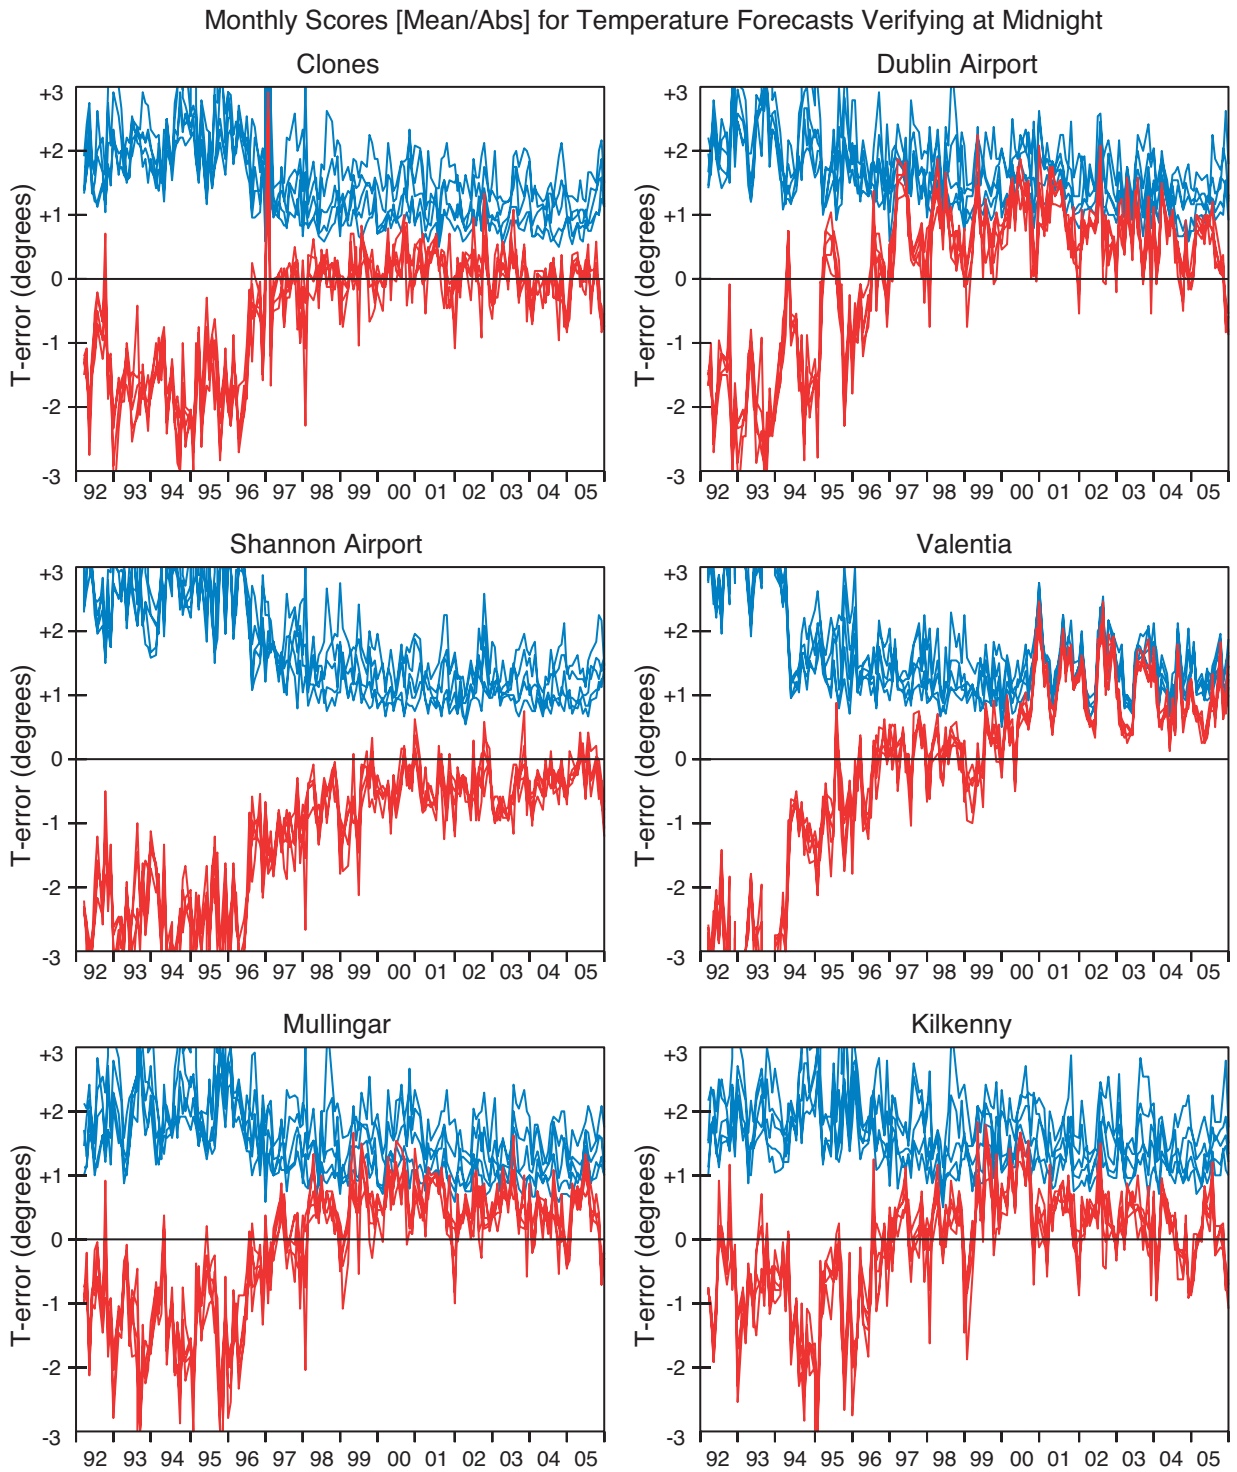 Monthly Scores [Mean/Abs] for Temperature Forecasts Verifying at Midnight
Clones
T-error (degrees)
+3
+2
+1
0
-1
-2
-3
92 93 94 95 96 97 98 99 00 01 02 03 04 05
Dublin Airport
T-error (degrees)
+3
+2
+1
0
-1
-2
-3
92 93 94 95 96 97 98 99 00 01 02 03 04 05
Shannon Airport
T-error (degrees)
+3
+2
+1
0
-1
-2
-3
92 93 94 95 96 97 98 99 00 01 02 03 04 05
Valentia
T-error (degrees)
+3
+2
+1
0
-1
-2
-3
92 93 94 95 96 97 98 99 00 01 02 03 04 05
Mullingar
T-error (degrees)
+3
+2
+1
0
-1
-2
-3
92 93 94 95 96 97 98 99 00 01 02 03 04 05
Kilkenny
T-error (degrees)
+3
+2
+1
0
-1
-2
-3
92 93 94 95 96 97 98 99 00 01 02 03 04 05